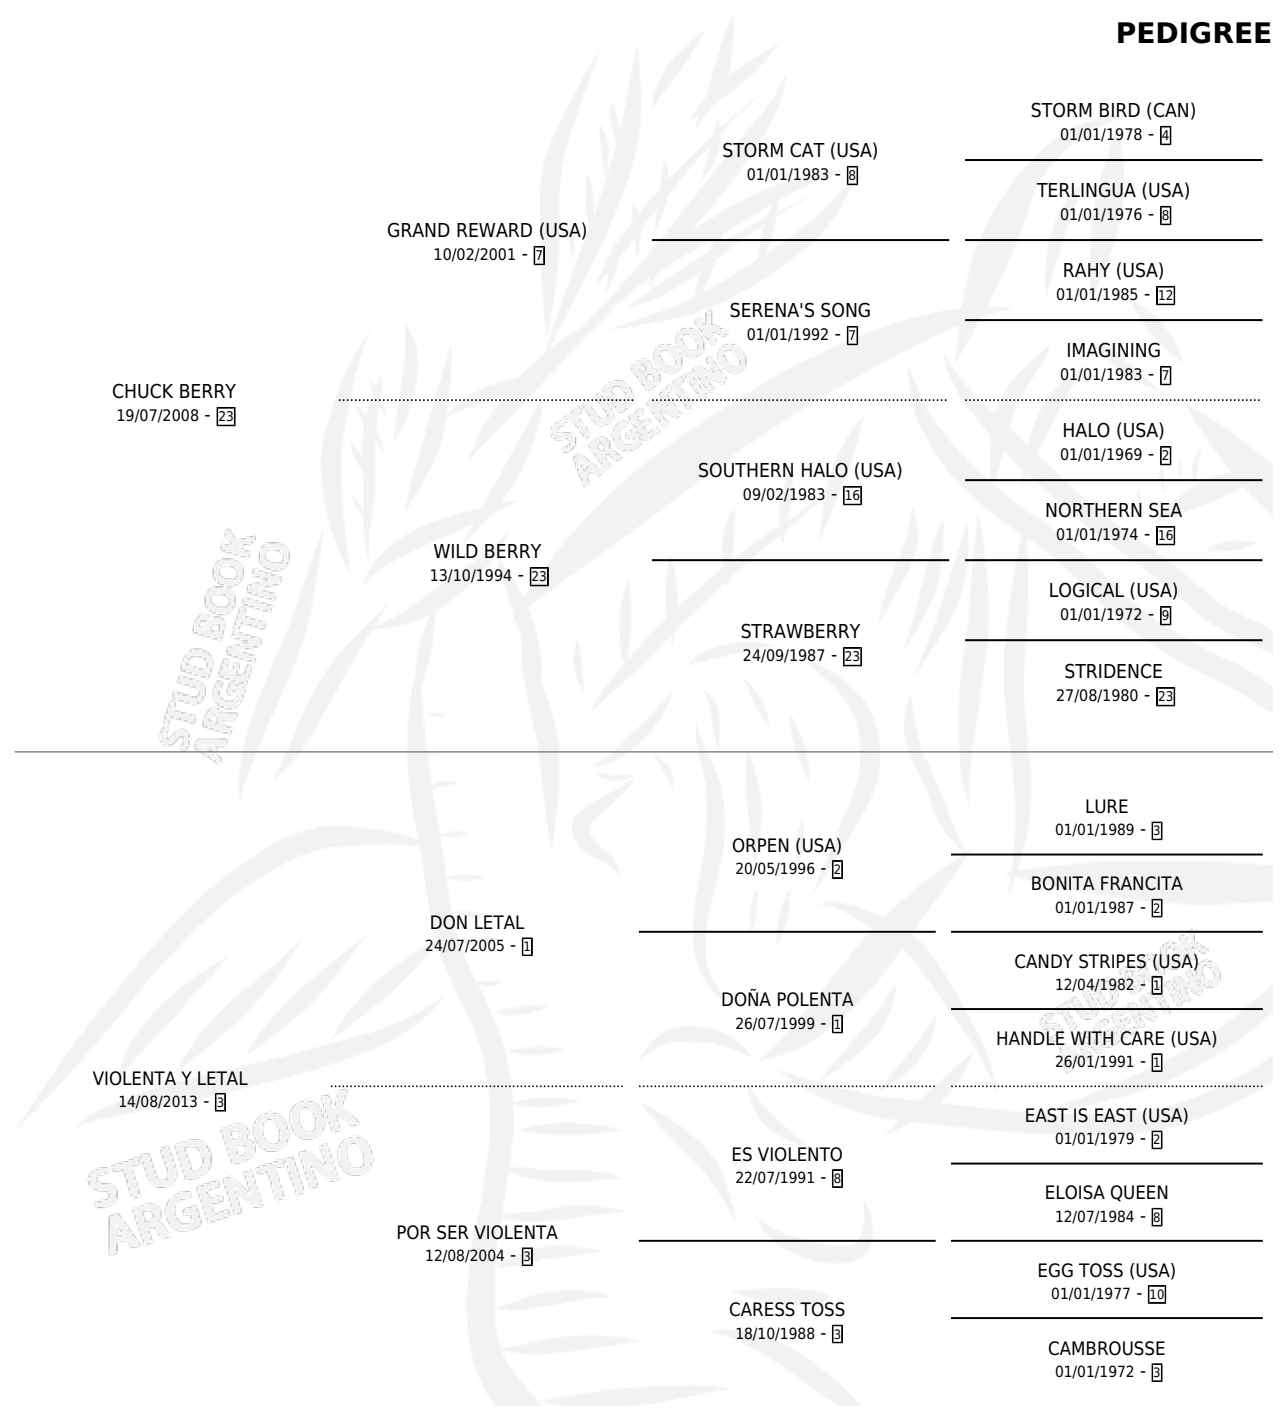 PEDIGREE
STORM BIRD (CAN)
01/01/1978 - 4
STORM CAT (USA)
01/01/1983 - 8
TERLINGUA (USA)
01/01/1976 - 8
GRAND REWARD (USA)
10/02/2001 - 7
RAHY (USA)
01/01/1985 - 12
SERENA'S SONG
01/01/1992 - 7
IMAGINING
01/01/1983 - 7
CHUCK BERRY
19/07/2008 - 23
HALO (USA)
01/01/1969 - 2
SOUTHERN HALO (USA)
09/02/1983 - 16
NORTHERN SEA
01/01/1974 - 16
WILD BERRY
13/10/1994 - 23
LOGICAL (USA)
01/01/1972 - 9
STRAWBERRY
24/09/1987 - 23
STRIDENCE
27/08/1980 - 23
LURE
01/01/1989 - 3
ORPEN (USA)
20/05/1996 - 2
BONITA FRANCITA
01/01/1987 - 2
DON LETAL
24/07/2005 - 1
CANDY STRIPES (USA)
12/04/1982 - 1
DOÑA POLENTA
26/07/1999 - 1
HANDLE WITH CARE (USA)
26/01/1991 - 1
VIOLENTA Y LETAL
14/08/2013 - 3
EAST IS EAST (USA)
01/01/1979 - 2
ES VIOLENTO
22/07/1991 - 8
ELOISA QUEEN
12/07/1984 - 8
POR SER VIOLENTA
12/08/2004 - 3
EGG TOSS (USA)
01/01/1977 - 10
CARESS TOSS
18/10/1988 - 3
CAMBROUSSE
01/01/1972 - 3
STUD BOOK
ARGENTINO
STUD BOOK
ARGENTINO
STUD BOOK
ARGENTINO
STUD BOOK
ARGENTINO